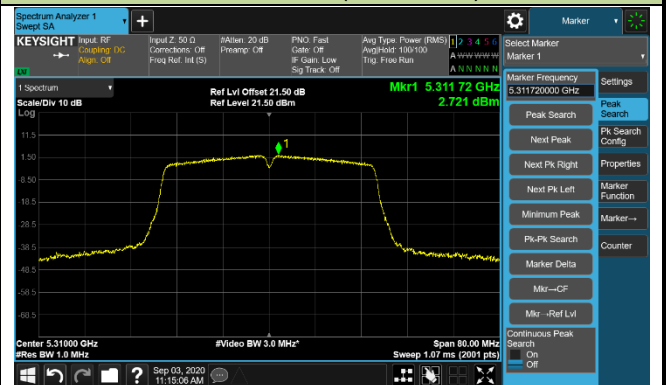 Spectrum Analyzer 1
Swept SA
Marker
KEYSIGHT
Input: RF
Coupling: DC
Align: Off
Input Z: 50 Ω
Corrections: Off
Freq Ref: Int (S)
#Atten: 20 dB
Preamp: Off
PNO: Fast
Gate: Off
IF Gain: Low
Sig Track: Off
Avg Type: Power (RMS)
Avg|Hold: 100/100
Trig: Free Run
1 2 3 4 5 6
A W W W W W
A N N N N N
LXI
Select Marker
Marker 1
1 Spectrum
Scale/Div 10 dB
Log
Ref Lvl Offset 21.50 dB
Ref Level 21.50 dBm
Mkr1 5.311 72 GHz
2.721 dBm
11.5
1.50
-8.50
-18.5
-28.5
-38.5
-48.5
-58.5
-68.5
1
Center 5.31000 GHz
#Res BW 1.0 MHz
#Video BW 3.0 MHz*
Span 80.00 MHz
Sweep 1.07 ms (2001 pts)
Marker Frequency
5.311720000 GHz
Peak Search
Next Peak
Next Pk Right
Next Pk Left
Minimum Peak
Pk-Pk Search
Marker Delta
Mkr→CF
Mkr→Ref Lvl
Continuous Peak
Search
On
Off
Settings
Peak
Search
Pk Search
Config
Properties
Marker
Function
Marker→
Counter
?
Sep 03, 2020
11:15:06 AM